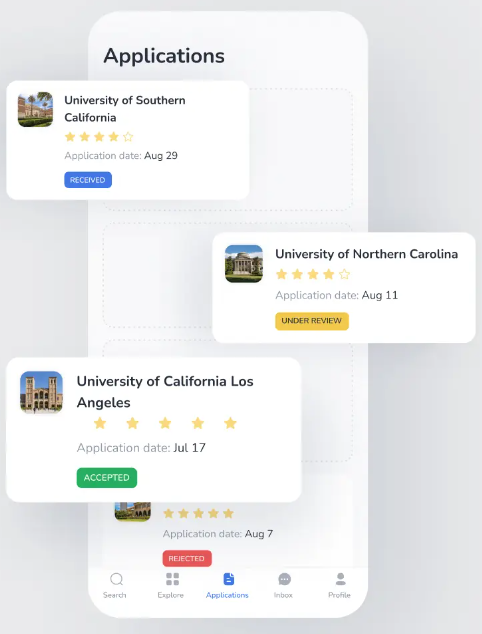 Applications
University of Southern
California
Application date: Aug 29
RECEIVED
University of Northern Carolina
Application date: Aug 11
UNDER REVIEW
University of California Los
Angeles
Application date: Jul 17
ACCEPTED
Application date: Aug 7
REJECTED
Search Explore Applications Inbox Profile